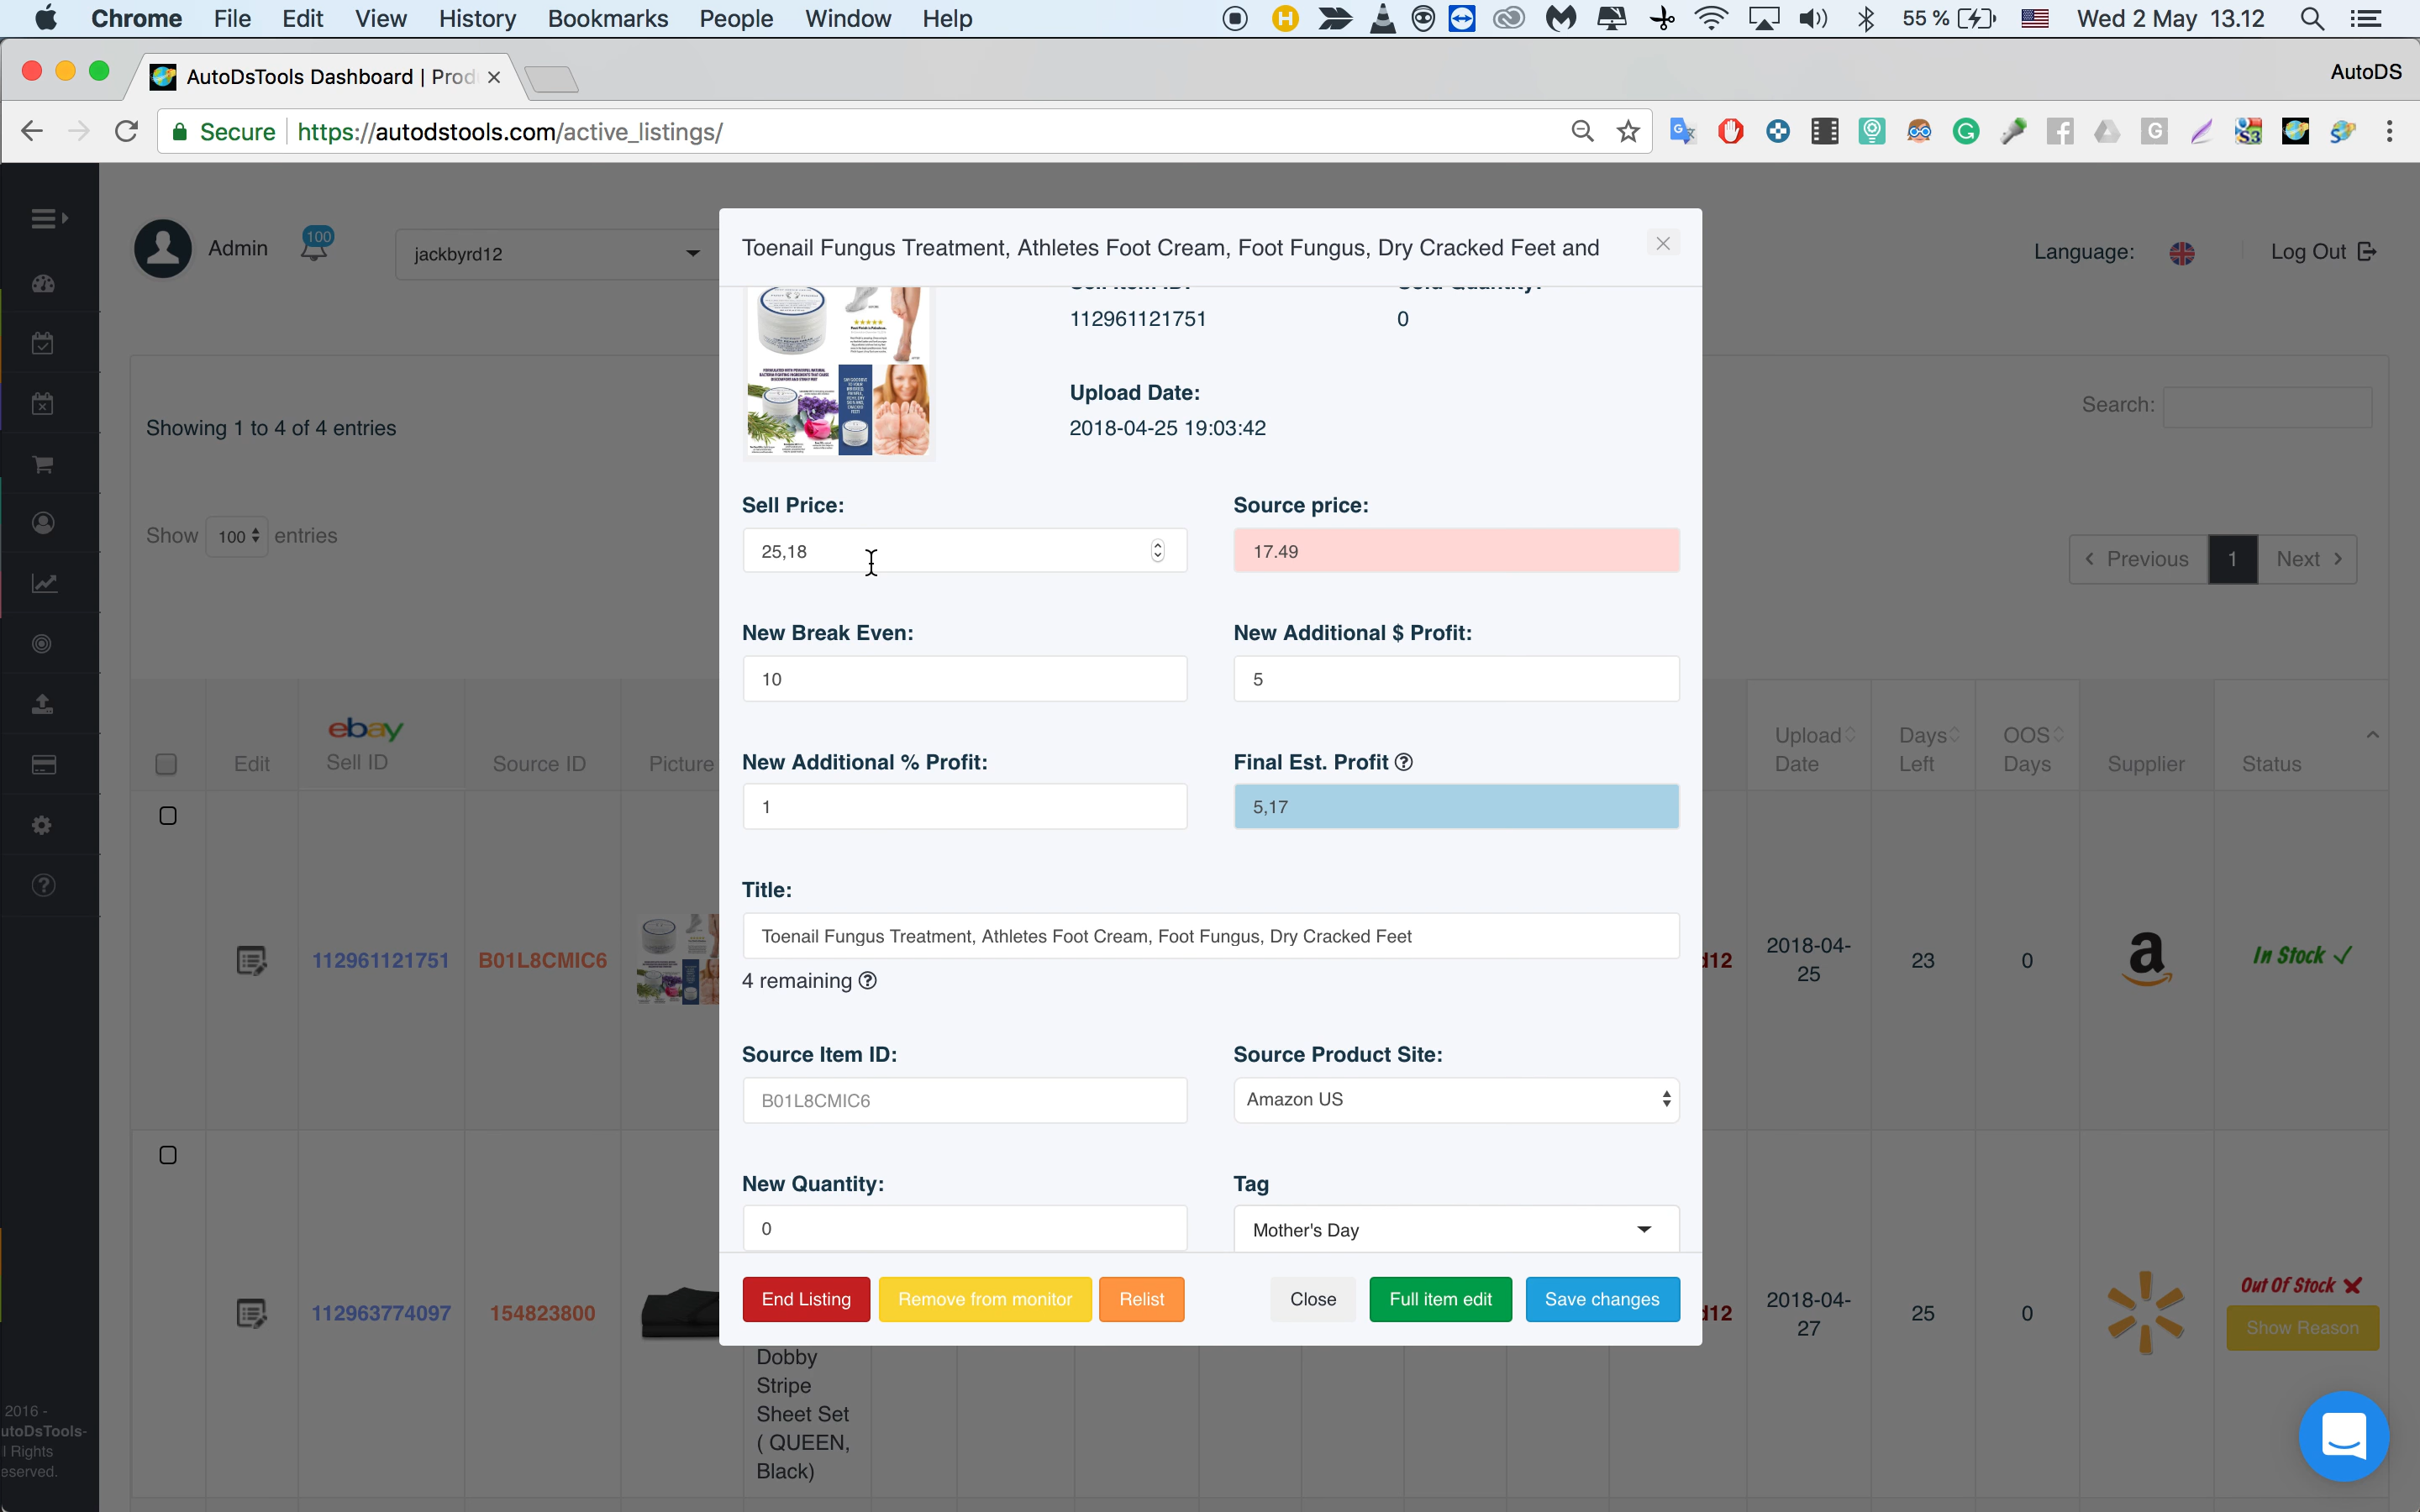 Chrome File Edit View History Bookmarks People Window Help 55 % Wed 2 May 13.12
AutoDsTools Dashboard | Prod AutoDS
Secure https://autodstools.com/active_listings/
Admin 100 jackbyrd12 Language: Log Out
Toenail Fungus Treatment, Athletes Foot Cream, Foot Fungus, Dry Cracked Feet and
112961121751 0
Upload Date:
2018-04-25 19:03:42
Showing 1 to 4 of 4 entries
Search:
Show 100 entries
Previous 1 Next
Sell Price: Source price:
25,18 17.49
New Break Even: New Additional $ Profit:
10 5
New Additional % Profit: Final Est. Profit
1 5,17
Title:
Toenail Fungus Treatment, Athletes Foot Cream, Foot Fungus, Dry Cracked Feet
4 remaining
Source Item ID: Source Product Site:
B01L8CMIC6 Amazon US
New Quantity: Tag
0 Mother's Day
End Listing Remove from monitor Relist Close Full item edit Save changes
Edit ebay Sell ID Source ID Picture Upload Date Days Left OOS Days Supplier Status
112961121751 B01L8CMIC6 d12 2018-04-25 23 0 a In Stock
112963774097 154823800 d12 2018-04-27 25 0 Out Of Stock
Show Reason
Dobby
Stripe
Sheet Set
( QUEEN,
Black)
2016 -
utoDsTools-
l Rights
eserved.